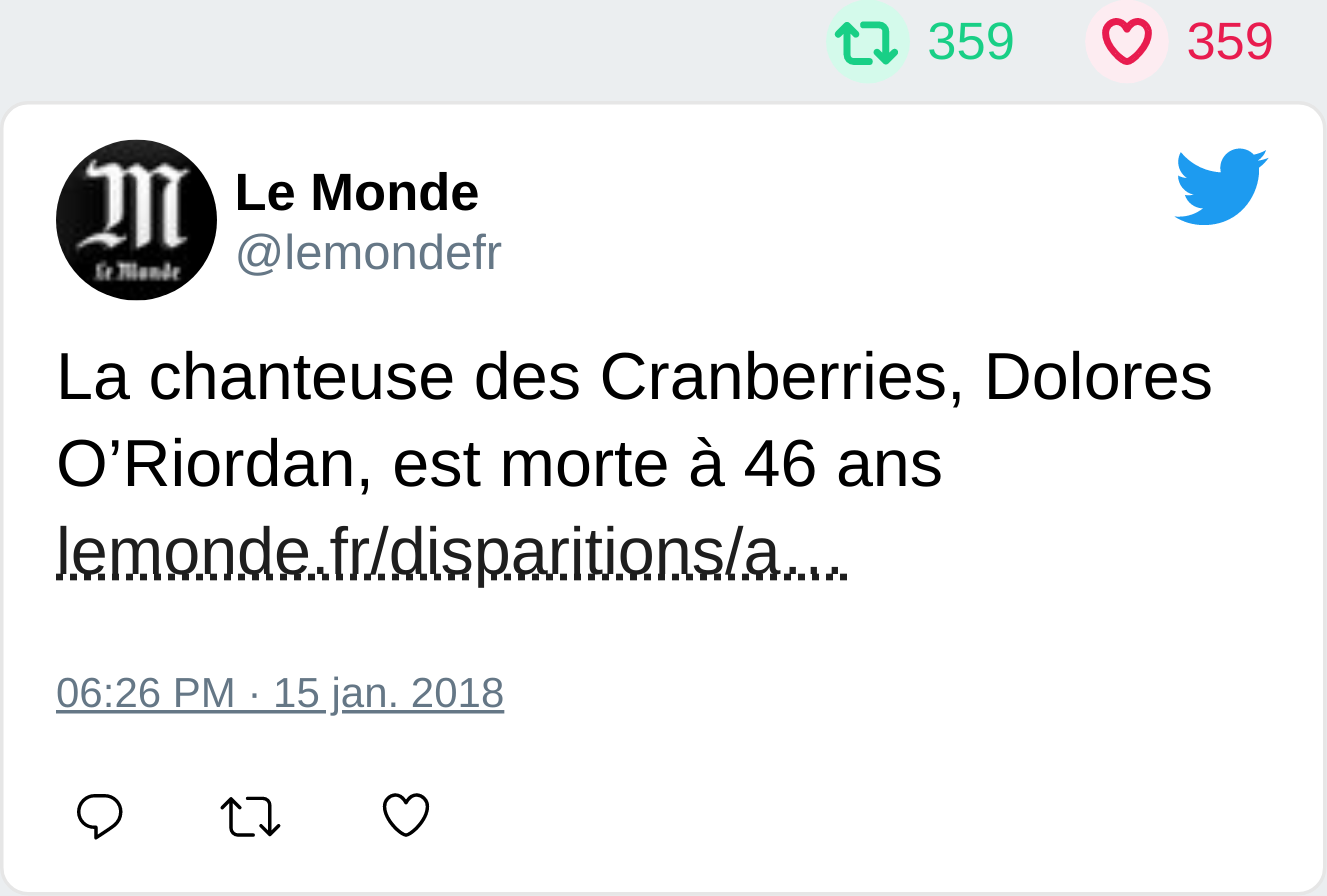 359 359
Le Monde
Le Monde
@lemondefr
La chanteuse des Cranberries, Dolores
O’Riordan, est morte à 46 ans
lemonde.fr/disparitions/a…
06:26 PM · 15 jan. 2018